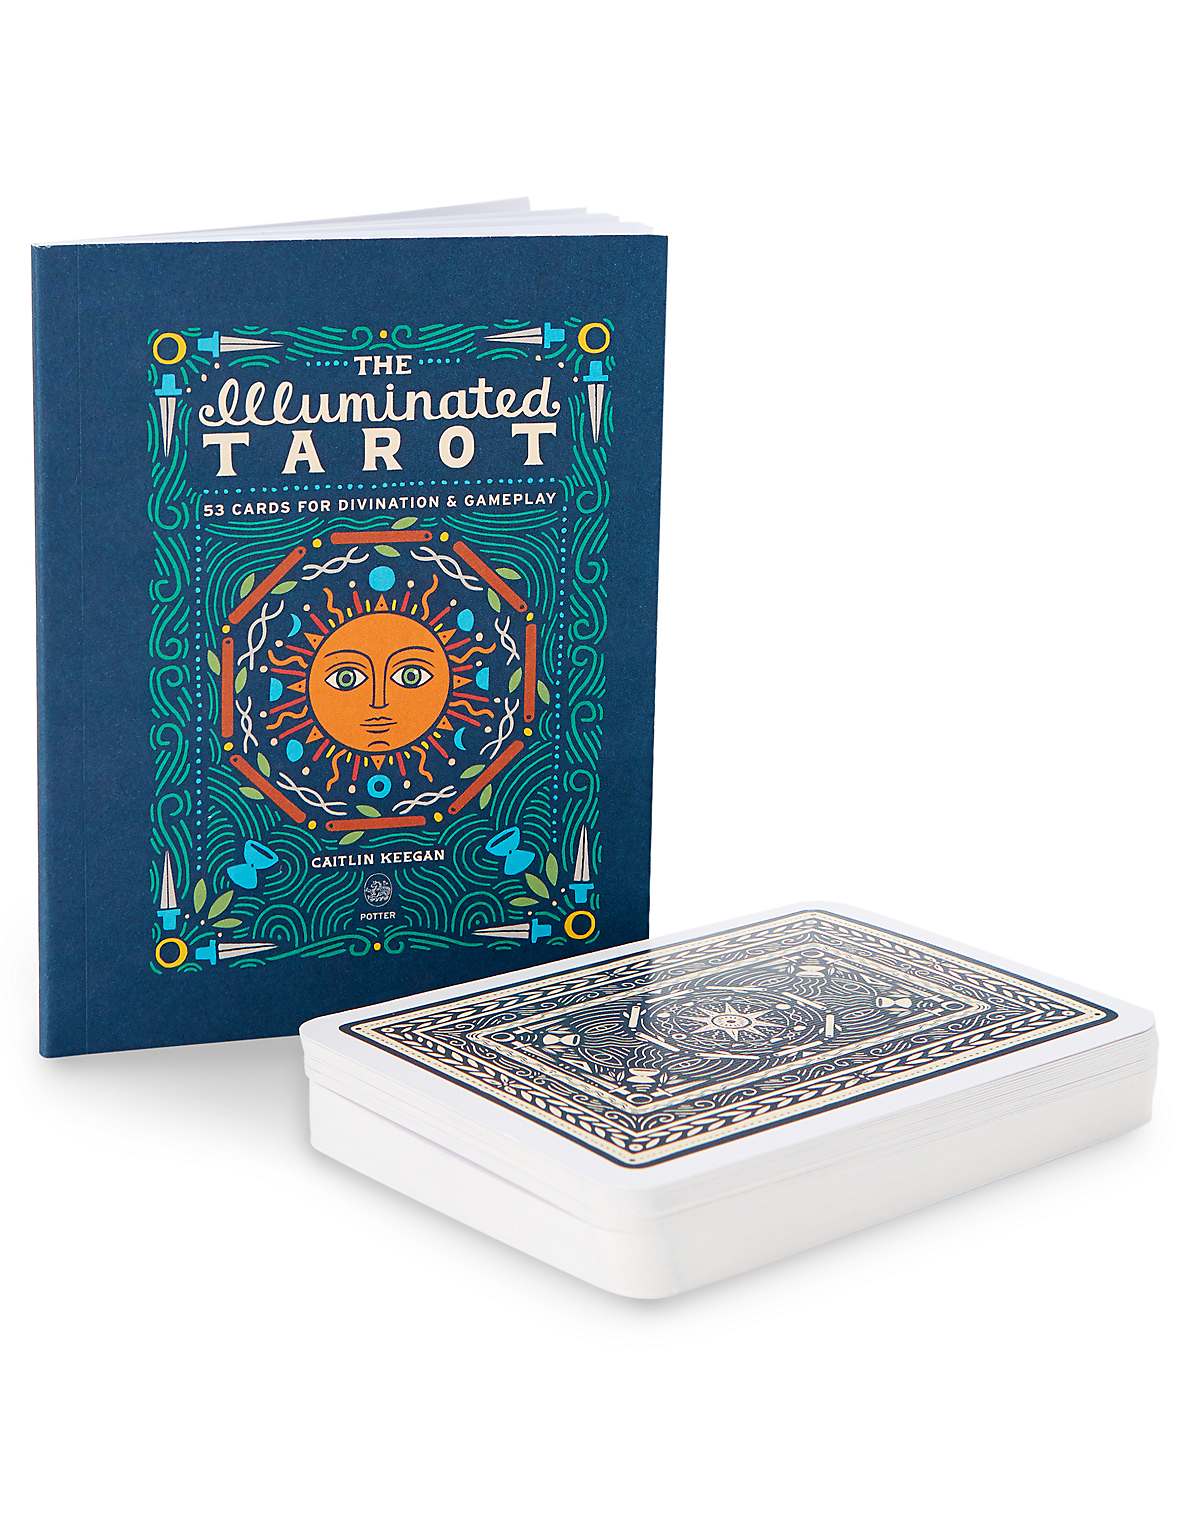 THE
Illuminated
TAROT
53 CARDS FOR DIVINATION & GAMEPLAY
CAITLIN KEEGAN
POTTER